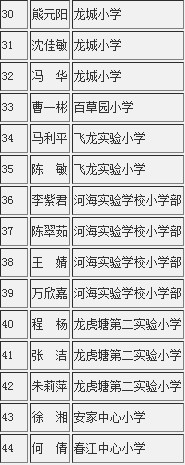 30 熊元阳 龙城小学
31 沈佳敏 龙城小学
32 冯 华 龙城小学
33 曹一彬 百草园小学
34 马利平 飞龙实验小学
35 陈 敏 飞龙实验小学
36 李紫君 河海实验学校小学部
37 陈翠茹 河海实验学校小学部
38 王 婧 河海实验学校小学部
39 万欣嘉 河海实验学校小学部
40 程 杨 龙虎塘第二实验小学
41 张 洁 龙虎塘第二实验小学
42 朱莉萍 龙虎塘第二实验小学
43 徐 湘 安家中心小学
44 何 倩 春江中心小学